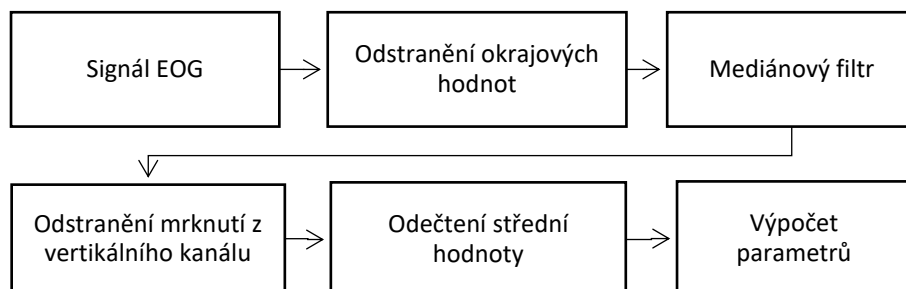 Signál EOG
Odstranění okrajových
hodnot
Mediánový filtr
Odstranění mrknutí z
vertikálního kanálu
Odečtení střední
hodnoty
Výpočet
parametrů